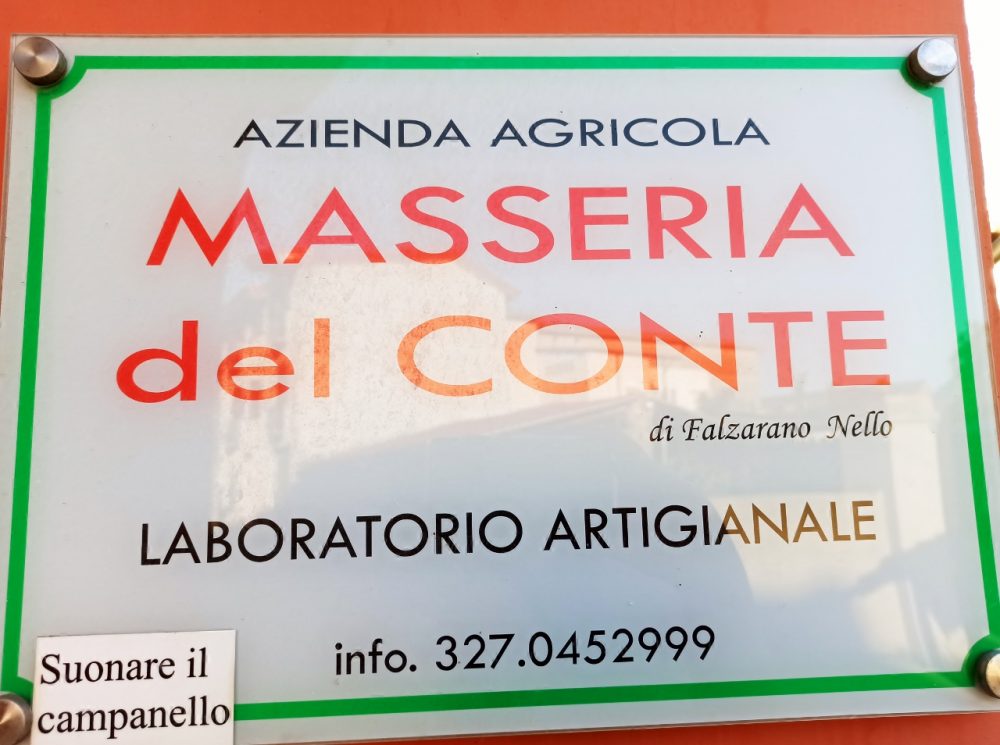 AZIENDA AGRICOLA
MASSERIA
del CONTE
di Falzarano Nello
LABORATORIO ARTIGIANALE
info. 327.0452999
Suonare il
campanello